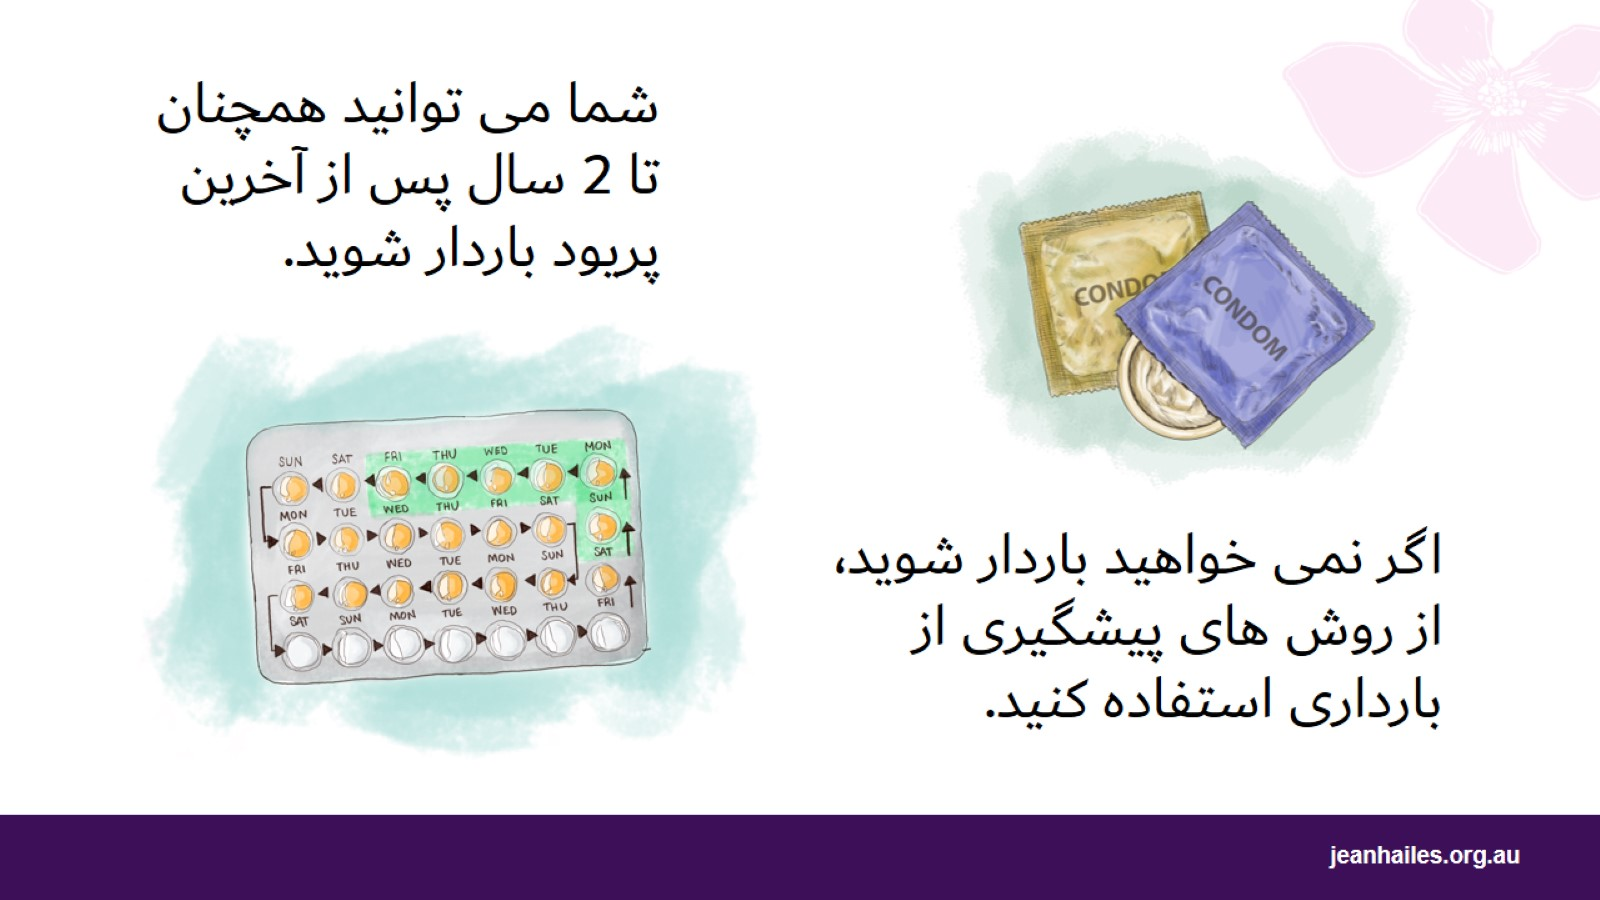 شما می توانید همچنان
تا 2 سال پس از آخرین
پریود باردار شوید.
CONDO
CONDOM
SUN SAT FRI THU WED TUE MON
MON TUE WED THU FRI SAT SUN
FRI THU WED TUE MON SUN SAT
SAT SUN MON TUE WED THU FRI
اگر نمی خواهید باردار شوید،
از روش های پیشگیری از
بارداری استفاده کنید.
jeanhailes.org.au